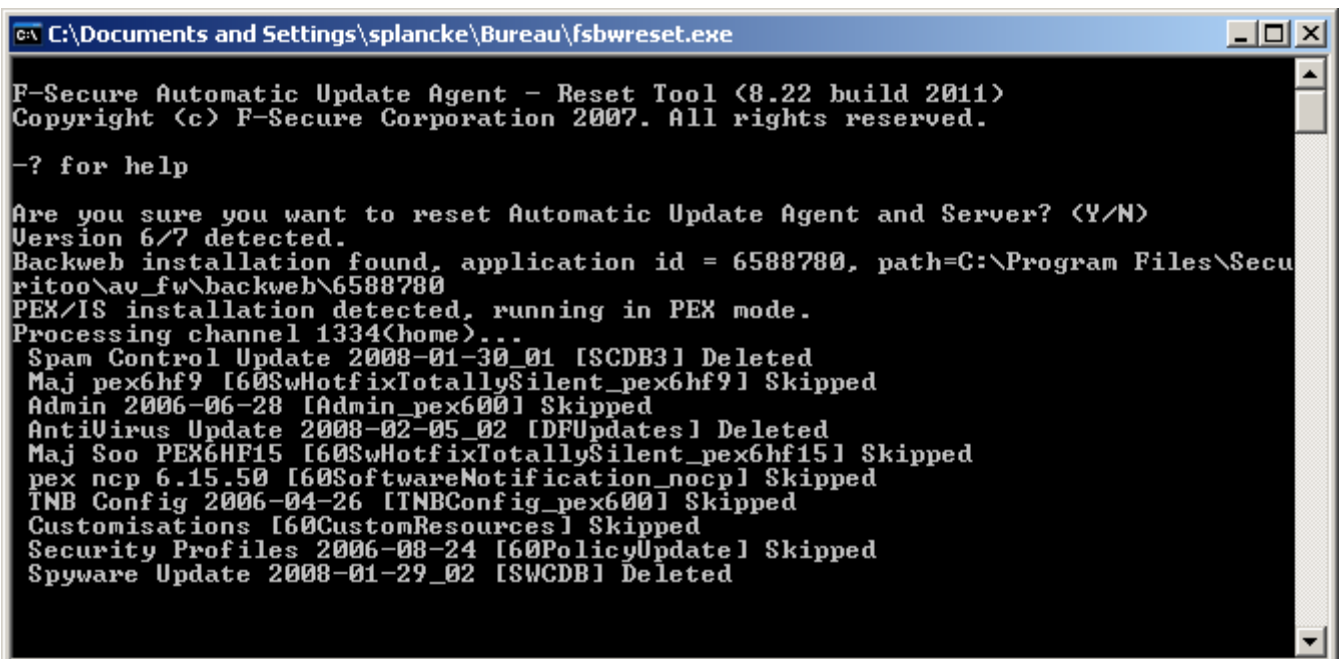 C:\Documents and Settings\splancke\Bureau\fsbwreset.exe
F-Secure Automatic Update Agent - Reset Tool (8.22 build 2011)
Copyright (c) F-Secure Corporation 2007. All rights reserved.
-? for help
Are you sure you want to reset Automatic Update Agent and Server? (Y/N)
Version 6/7 detected.
Backweb installation found, application id = 6588780, path=C:\Program Files\Secu
ritoo\av_fw\backweb\6588780
PEX/IS installation detected, running in PEX mode.
Processing channel 1334(home)...
Spam Control Update 2008-01-30_01 [SCDB3] Deleted
Maj pex6hf9 [60SwHotfixTotallySilent_pex6hf9] Skipped
Admin 2006-06-28 [Admin_pex600] Skipped
AntiVirus Update 2008-02-05_02 [DFUpdates] Deleted
Maj Soo PEX6HF15 [60SwHotfixTotallySilent_pex6hf15] Skipped
pex ncp 6.15.50 [60SoftwareNotification_nocp] Skipped
TNB Config 2006-04-26 [TNBConfig_pex600] Skipped
Customisations [60CustomResources] Skipped
Security Profiles 2006-08-24 [60PolicyUpdate] Skipped
Spyware Update 2008-01-29_02 [SWCDB] Deleted